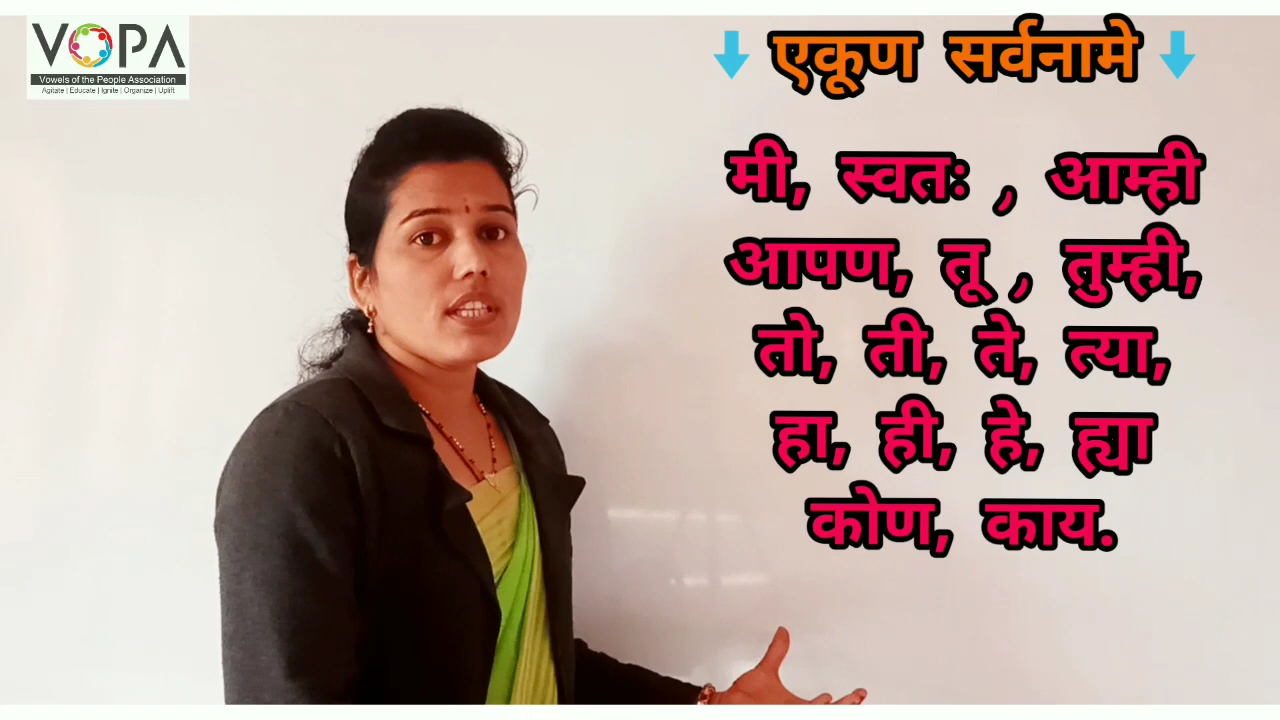 VOPA
Vowels of the People Association
Agitate | Educate | Ignite | Organize | Uplift
एकूण सर्वनामे
मी, स्वतः , आम्ही
आपण, तू , तुम्ही,
तो, ती, ते, त्या,
हा, ही, हे, ह्या
कोण, काय.